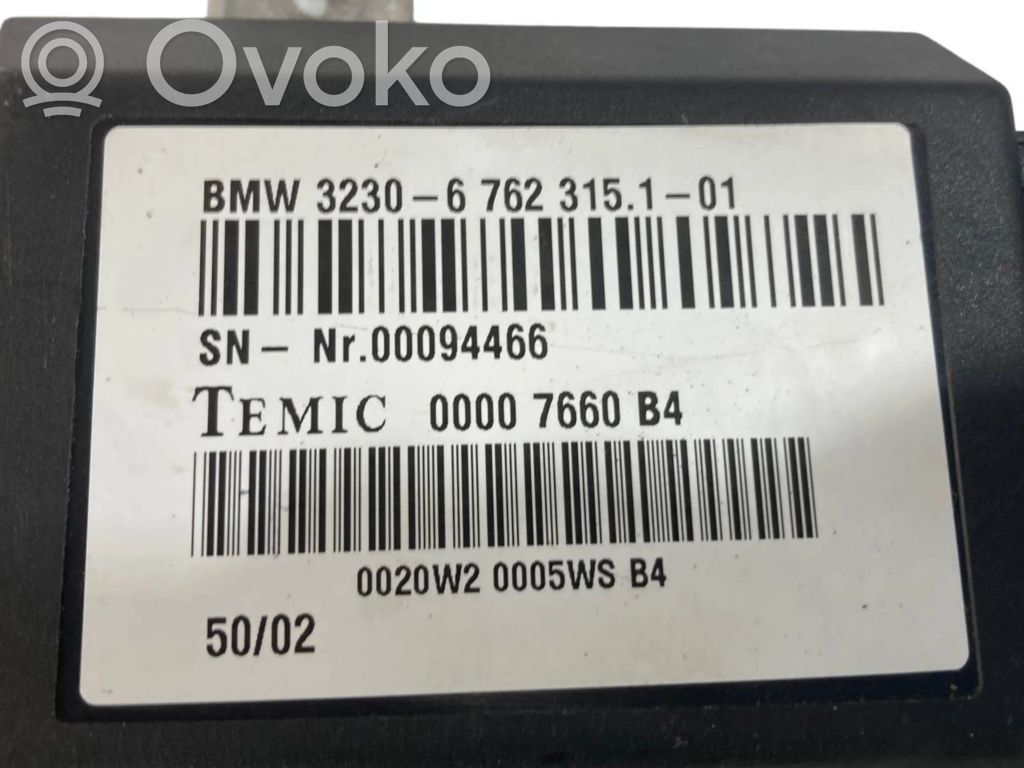 Ovoko
BMW 3230-6 762 315.1-01
SN- Nr.00094466
TEMIC 0000 7660 B4
0020W2 0005WS B4
50/02